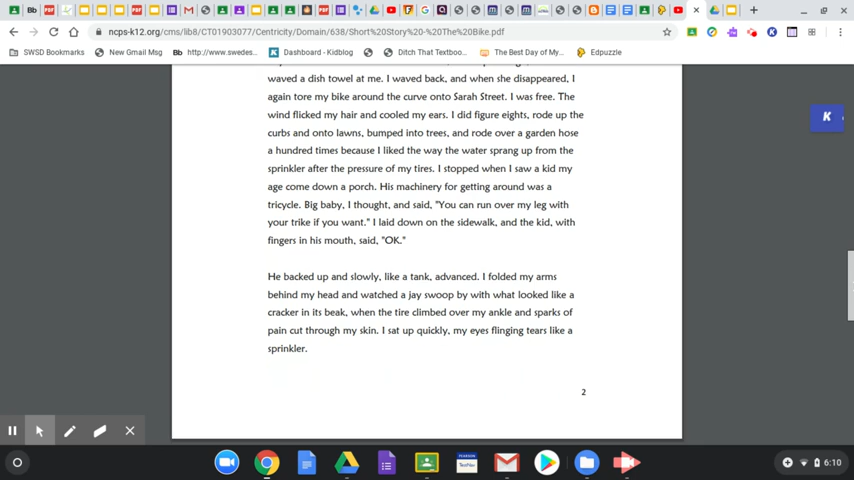 ncps-k12.org/cms/lib8/CT01903077/Centricity/Domain/638/Short%20Story%20-%20The%20Bike.pdf
SWSD Bookmarks New Gmail Msg Bb http://www.swedes... Dashboard - Kidblog Ditch That Textboo... The Best Day of My... Edpuzzle
waved a dish towel at me. I waved back, and when she disappeared, I
again tore my bike around the curve onto Sarah Street. I was free. The
wind flicked my hair and cooled my ears. I did figure eights, rode up the
curbs and onto lawns, bumped into trees, and rode over a garden hose
a hundred times because I liked the way the water sprang up from the
sprinkler after the pressure of my tires. I stopped when I saw a kid my
age come down a porch. His machinery for getting around was a
tricycle. Big baby, I thought, and said, "You can run over my leg with
your trike if you want." I laid down on the sidewalk, and the kid, with
fingers in his mouth, said, "OK."
He backed up and slowly, like a tank, advanced. I folded my arms
behind my head and watched a jay swoop by with what looked like a
cracker in its beak, when the tire climbed over my ankle and sparks of
pain cut through my skin. I sat up quickly, my eyes flinging tears like a
sprinkler.
2
K
6:10